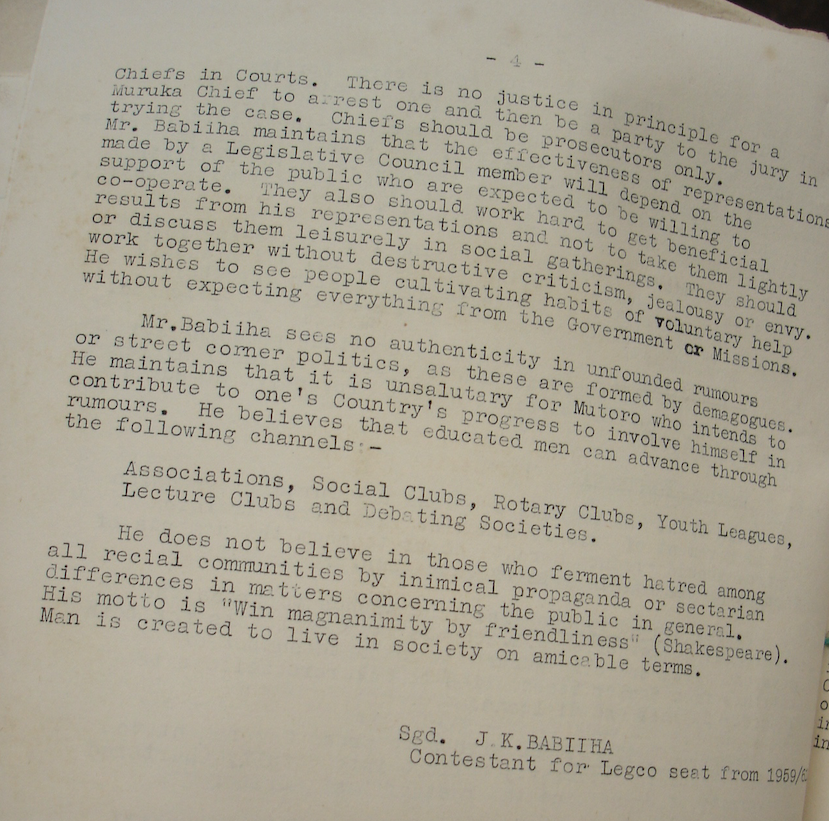 - 4 -
Chiefs in Courts. There is no justice in principle for a
Muruka Chief to arrest one and then be a party to the jury in
trying the case. Chiefs should be prosecutors only.
Mr. Babiiha maintains that the effectiveness of representations
made by a Legislative Council member will depend on the
support of the public who are expected to be willing to
co-operate. They also should work hard to get beneficial
results from his representations and not to take them lightly
or discuss them leisurely in social gatherings. They should
work together without destructive criticism, jealousy or envy.
He wishes to see people cultivating habits of voluntary help
without expecting everything from the Government or Missions.
Mr.Babiiha sees no authenticity in unfounded rumours
or street corner politics, as these are formed by demagogues.
He maintains that it is unsalutary for Mutoro who intends to
contribute to one's Country's progress to involve himself in
rumours. He believes that educated men can advance through
the following channels:-
Associations, Social Clubs, Rotary Clubs, Youth Leagues,
Lecture Clubs and Debating Societies.
He does not believe in those who ferment hatred among
all recial communities by inimical propaganda or sectarian
differences in matters concerning the public in general.
His motto is "Win magnanimity by friendliness" (Shakespeare).
Man is created to live in society on amicable terms.
Sgd. J.K.BABIIHA
Contestant for Legco seat from 1959/